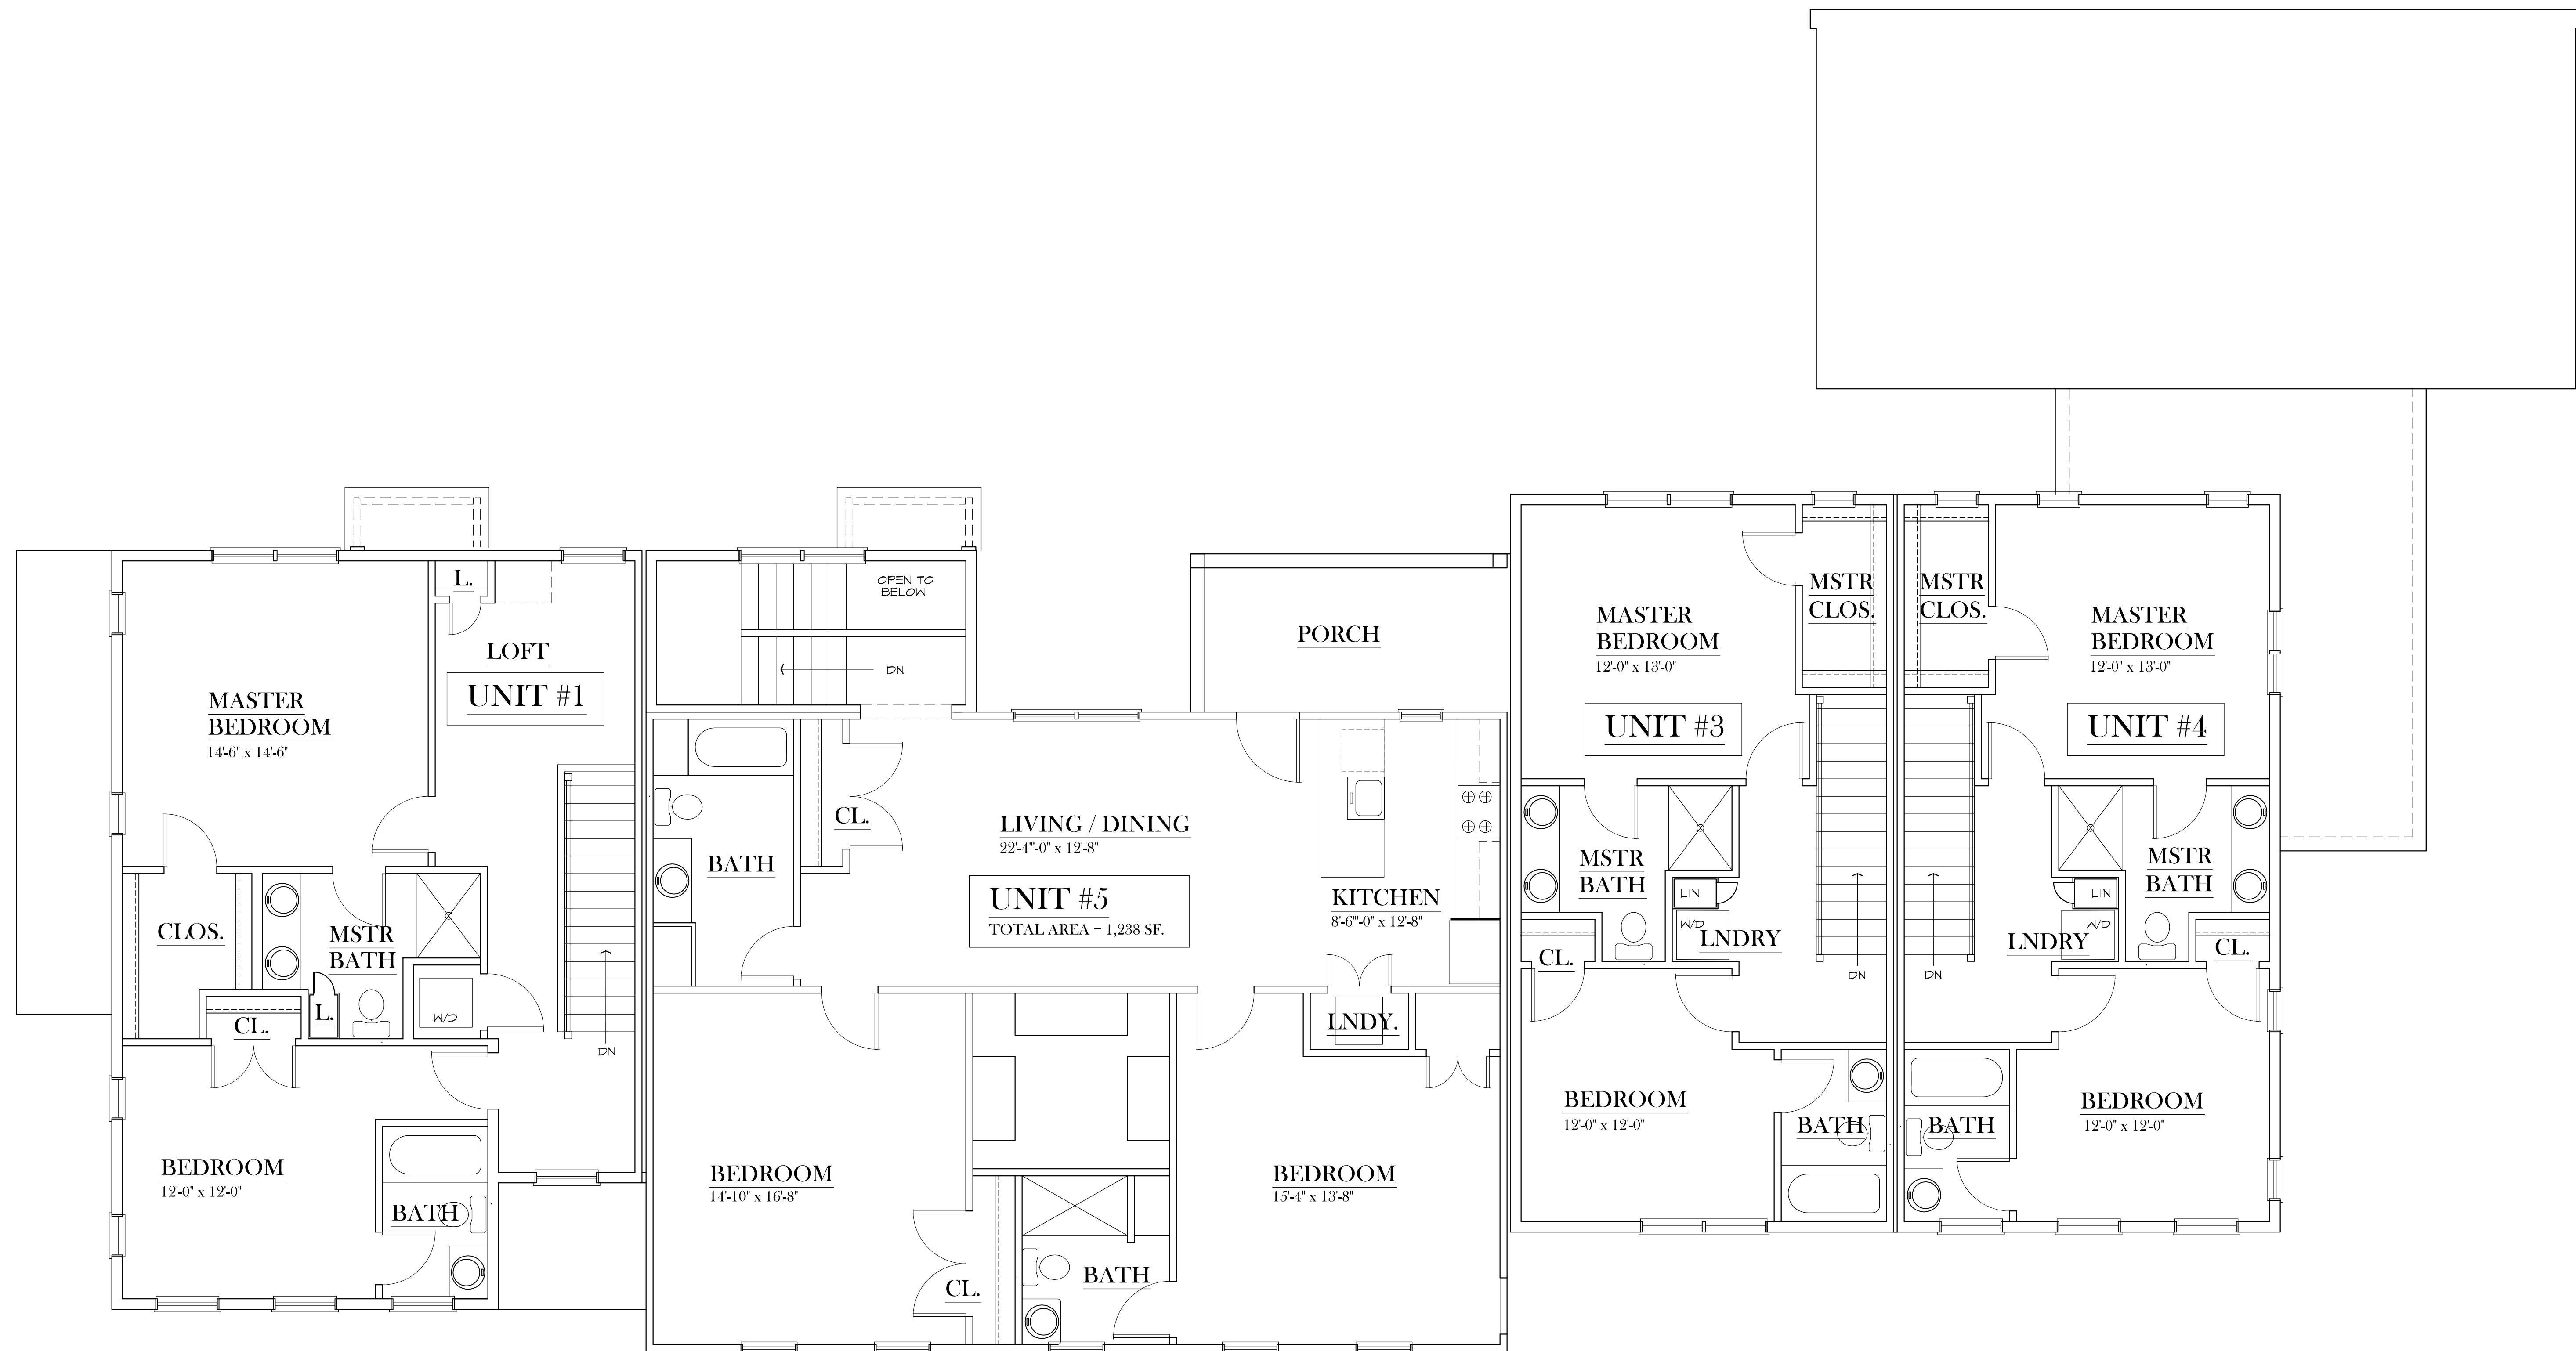 L.
LOFT
UNIT #1
MASTER
BEDROOM
14'-6" x 14'-6"
CLOS.
MSTR
BATH
CL.
L.
W/D
DN
BEDROOM
12'-0" x 12'-0"
BATH
OPEN TO
BELOW
DN
PORCH
CL.
BATH
LIVING / DINING
22'-4"'-0" x 12'-8"
UNIT #5
TOTAL AREA = 1,238 SF.
KITCHEN
8'-6"'-0" x 12'-8"
LNDY.
BEDROOM
14'-10" x 16'-8"
BEDROOM
15'-4" x 13'-8"
CL.
BATH
MSTR
CLOS.
MASTER
BEDROOM
12'-0" x 13'-0"
UNIT #3
MSTR
BATH
LIN
W/D
LNDRY
CL.
DN
BEDROOM
12'-0" x 12'-0"
BATH
MSTR
CLOS.
MASTER
BEDROOM
12'-0" x 13'-0"
UNIT #4
MSTR
BATH
LIN
W/D
LNDRY
CL.
DN
BEDROOM
12'-0" x 12'-0"
BATH